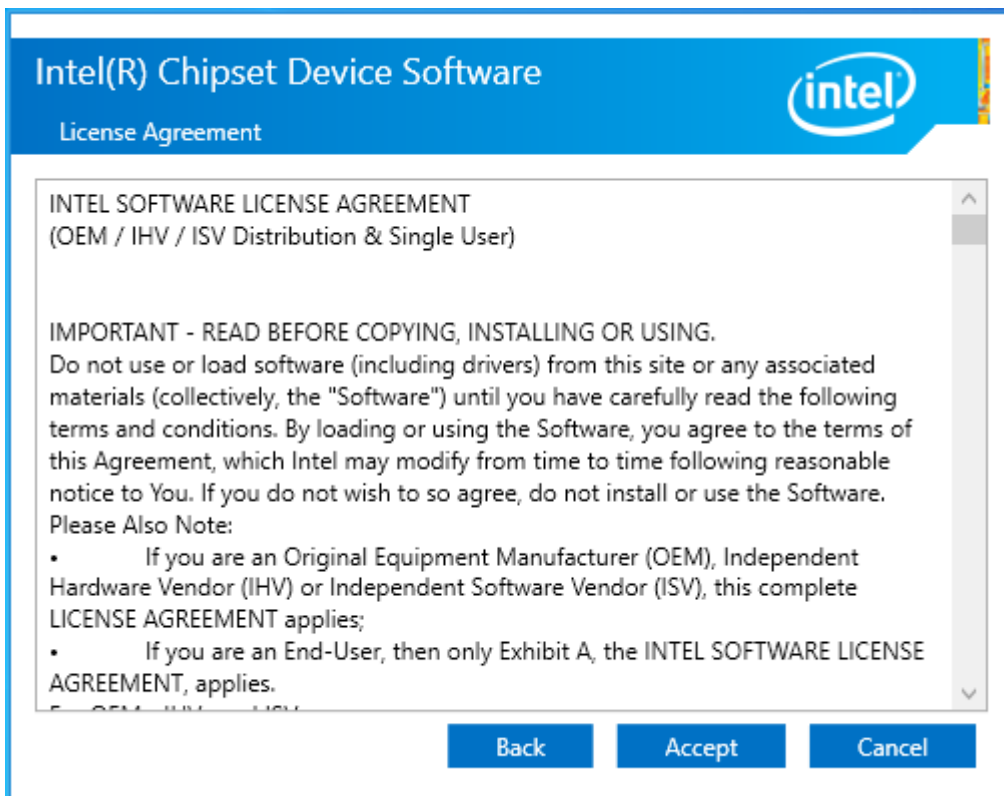 Intel(R) Chipset Device Software
intel
License Agreement
INTEL SOFTWARE LICENSE AGREEMENT
(OEM / IHV / ISV Distribution & Single User)
IMPORTANT - READ BEFORE COPYING, INSTALLING OR USING.
Do not use or load software (including drivers) from this site or any associated
materials (collectively, the "Software") until you have carefully read the following
terms and conditions. By loading or using the Software, you agree to the terms of
this Agreement, which Intel may modify from time to time following reasonable
notice to You. If you do not wish to so agree, do not install or use the Software.
Please Also Note:
• If you are an Original Equipment Manufacturer (OEM), Independent
Hardware Vendor (IHV) or Independent Software Vendor (ISV), this complete
LICENSE AGREEMENT applies;
• If you are an End-User, then only Exhibit A, the INTEL SOFTWARE LICENSE
AGREEMENT, applies.
Back Accept Cancel